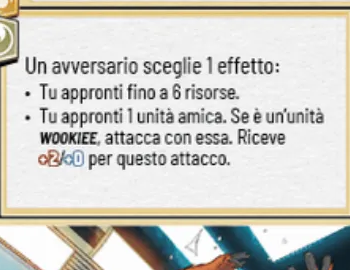 Un avversario sceglie 1 effetto:
• Tu appronti fino a 6 risorse.
• Tu appronti 1 unità amica. Se è un'unità
WOOKIEE, attacca con essa. Riceve
+2/+0 per questo attacco.